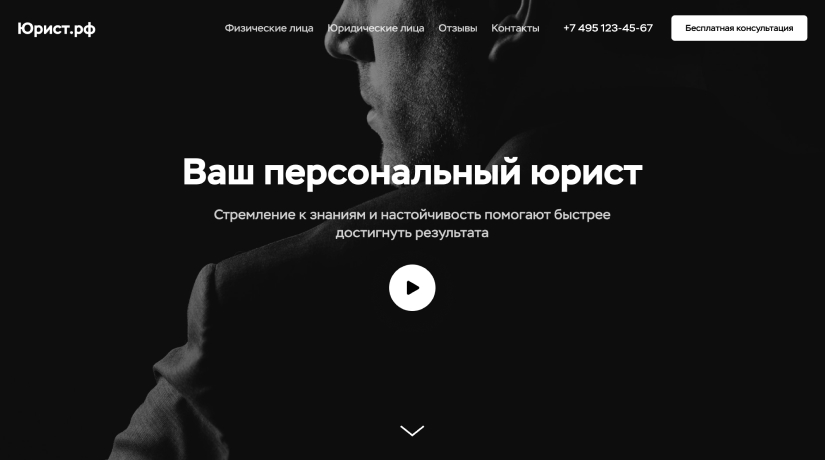 Юрист.рф
Физические лица
Юридические лица
Отзывы
Контакты
+7 495 123-45-67
Бесплатная консультация
Ваш персональный юрист
Стремление к знаниям и настойчивость помогают быстрее
достигнуть результата